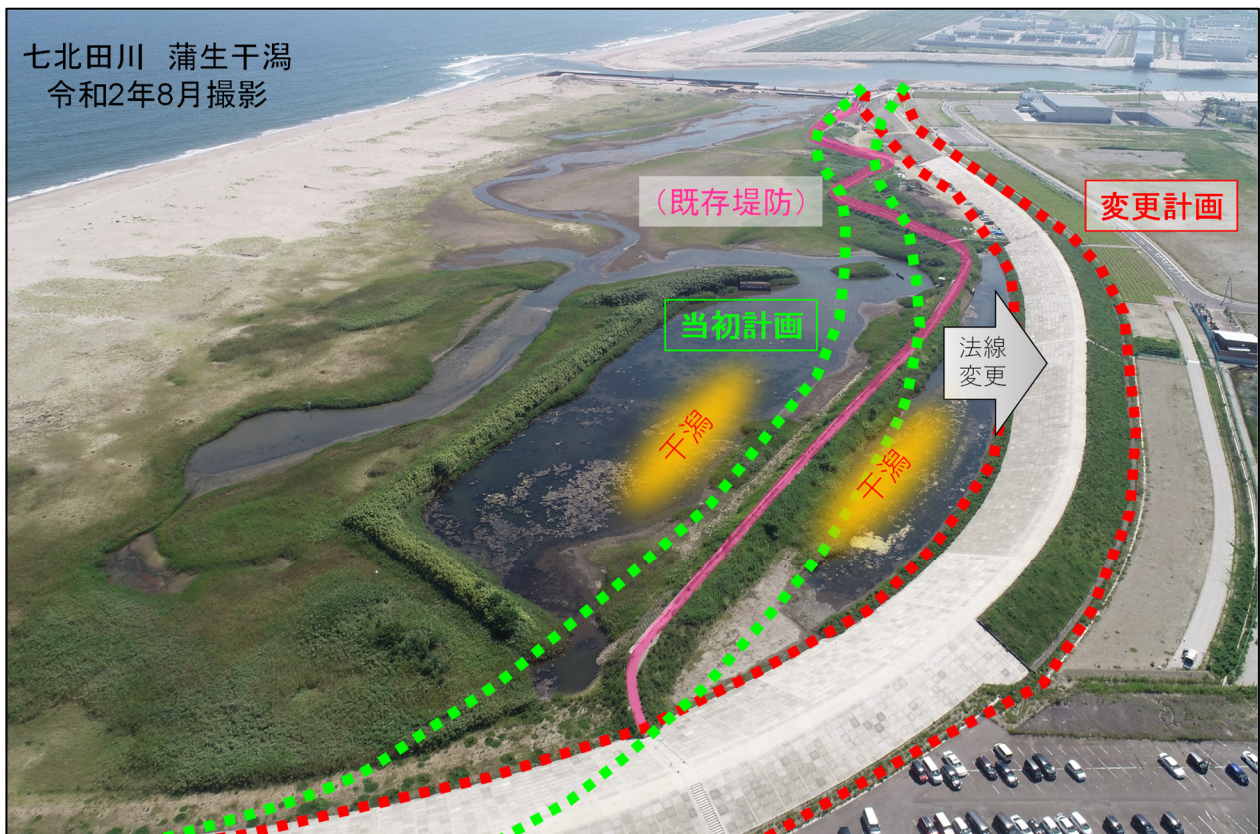 七北田川　蒲生干潟
令和2年8月撮影
（既存堤防）
変更計画
当初計画
法線
変更
干潟
干潟